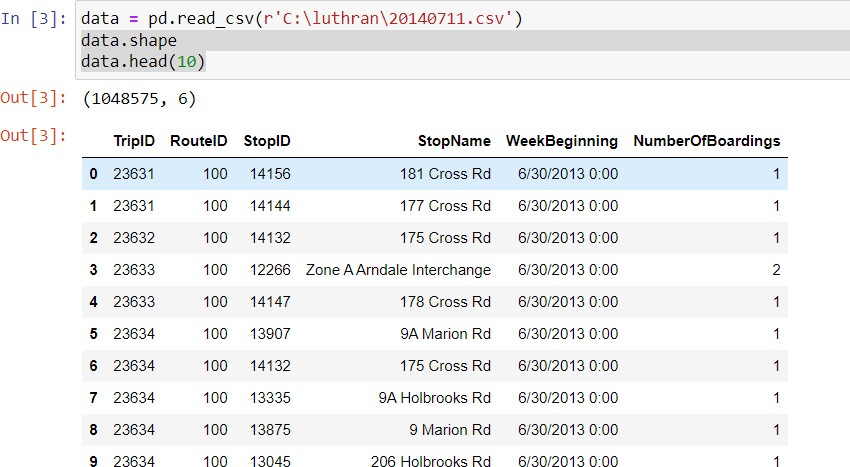 In [3]: data = pd.read_csv(r'C:\luthran\20140711.csv')
data.shape
data.head(10)
Out[3]: (1048575, 6)
Out[3]:
TripID RouteID StopID StopName WeekBeginning NumberOfBoardings
0 23631 100 14156 181 Cross Rd 6/30/2013 0:00 1
1 23631 100 14144 177 Cross Rd 6/30/2013 0:00 1
2 23632 100 14132 175 Cross Rd 6/30/2013 0:00 1
3 23633 100 12266 Zone A Arndale Interchange 6/30/2013 0:00 2
4 23633 100 14147 178 Cross Rd 6/30/2013 0:00 1
5 23634 100 13907 9A Marion Rd 6/30/2013 0:00 1
6 23634 100 14132 175 Cross Rd 6/30/2013 0:00 1
7 23634 100 13335 9A Holbrooks Rd 6/30/2013 0:00 1
8 23634 100 13875 9 Marion Rd 6/30/2013 0:00 1
9 23634 100 13045 206 Holbrooks Rd 6/30/2013 0:00 1